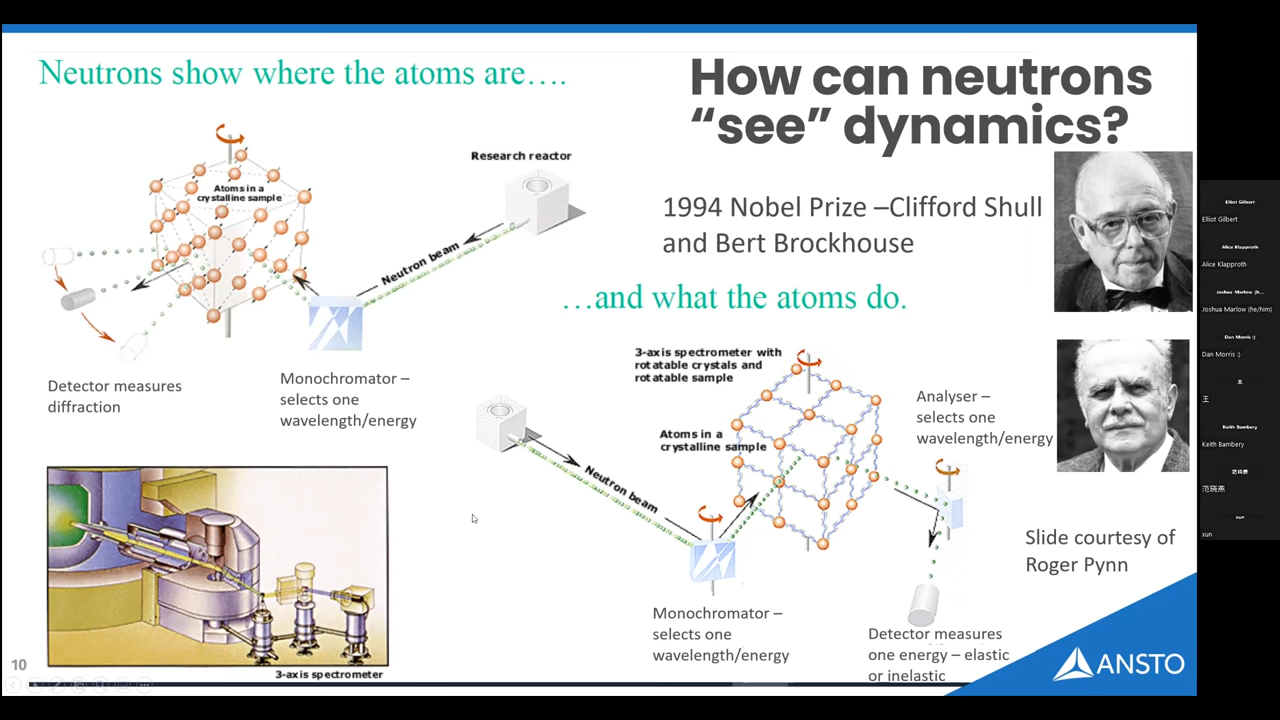 Neutrons show where the atoms are….
How can neutrons
“see” dynamics?
Research reactor
Atoms in a
crystalline sample
Neutron beam
1994 Nobel Prize –Clifford Shull
and Bert Brockhouse
…and what the atoms do.
Detector measures
diffraction
Monochromator –
selects one
wavelength/energy
3-axis spectrometer with
rotatable crystals and
rotatable sample
Atoms in a
crystalline sample
Neutron beam
Analyser –
selects one
wavelength/energy
Monochromator –
selects one
wavelength/energy
Detector measures
one energy – elastic
or inelastic
Slide courtesy of
Roger Pynn
3-axis spectrometer
10
ANSTO
Elliot Gilbert
Elliot Gilbert
Alice Klapproth
Alice Klapproth
Joshua Marlow (h...
Joshua Marlow (he/him)
Dan Morris :)
Dan Morris :)
王
王
Keith Bambery
Keith Bambery
范晓燕
范晓燕
xun
xun